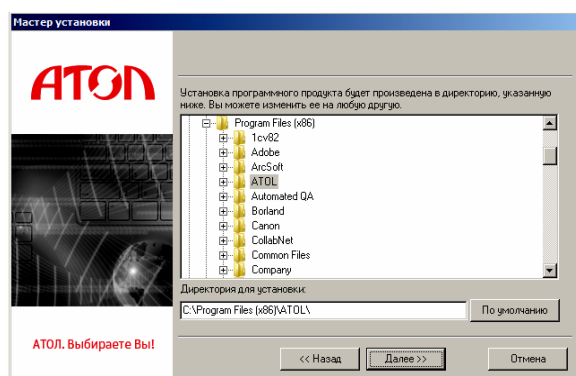 Мастер установки
АТОЛ
Установка программного продукта будет произведена в директорию, указанную
ниже. Вы можете изменить ее на любую другую.
Program Files (x86)
1cv82
Adobe
ArcSoft
ATOL
Automated QA
Borland
Canon
CollabNet
Common Files
Company
Директория для установки:
C:\Program Files (x86)\ATOL\
По умолчанию
АТОЛ. Выбираете Вы!
<< Назад
Далее >>
Отмена